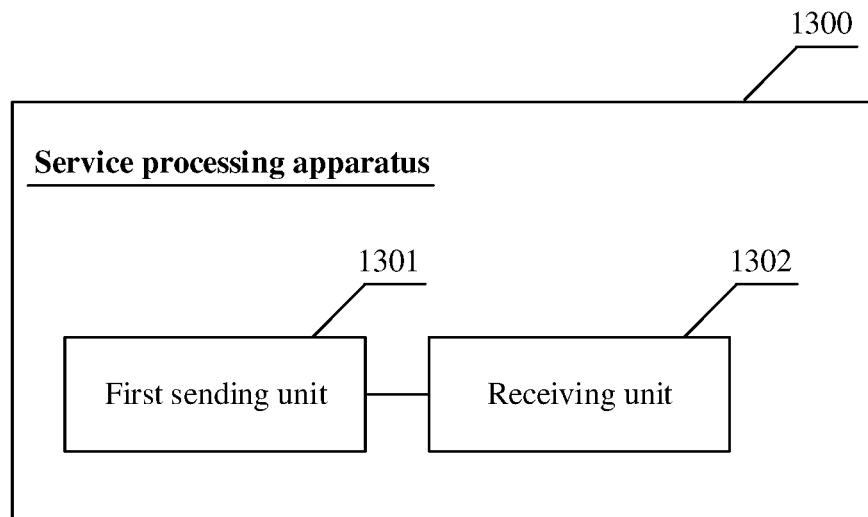 1300
Service processing apparatus
1301
1302
First sending unit
Receiving unit